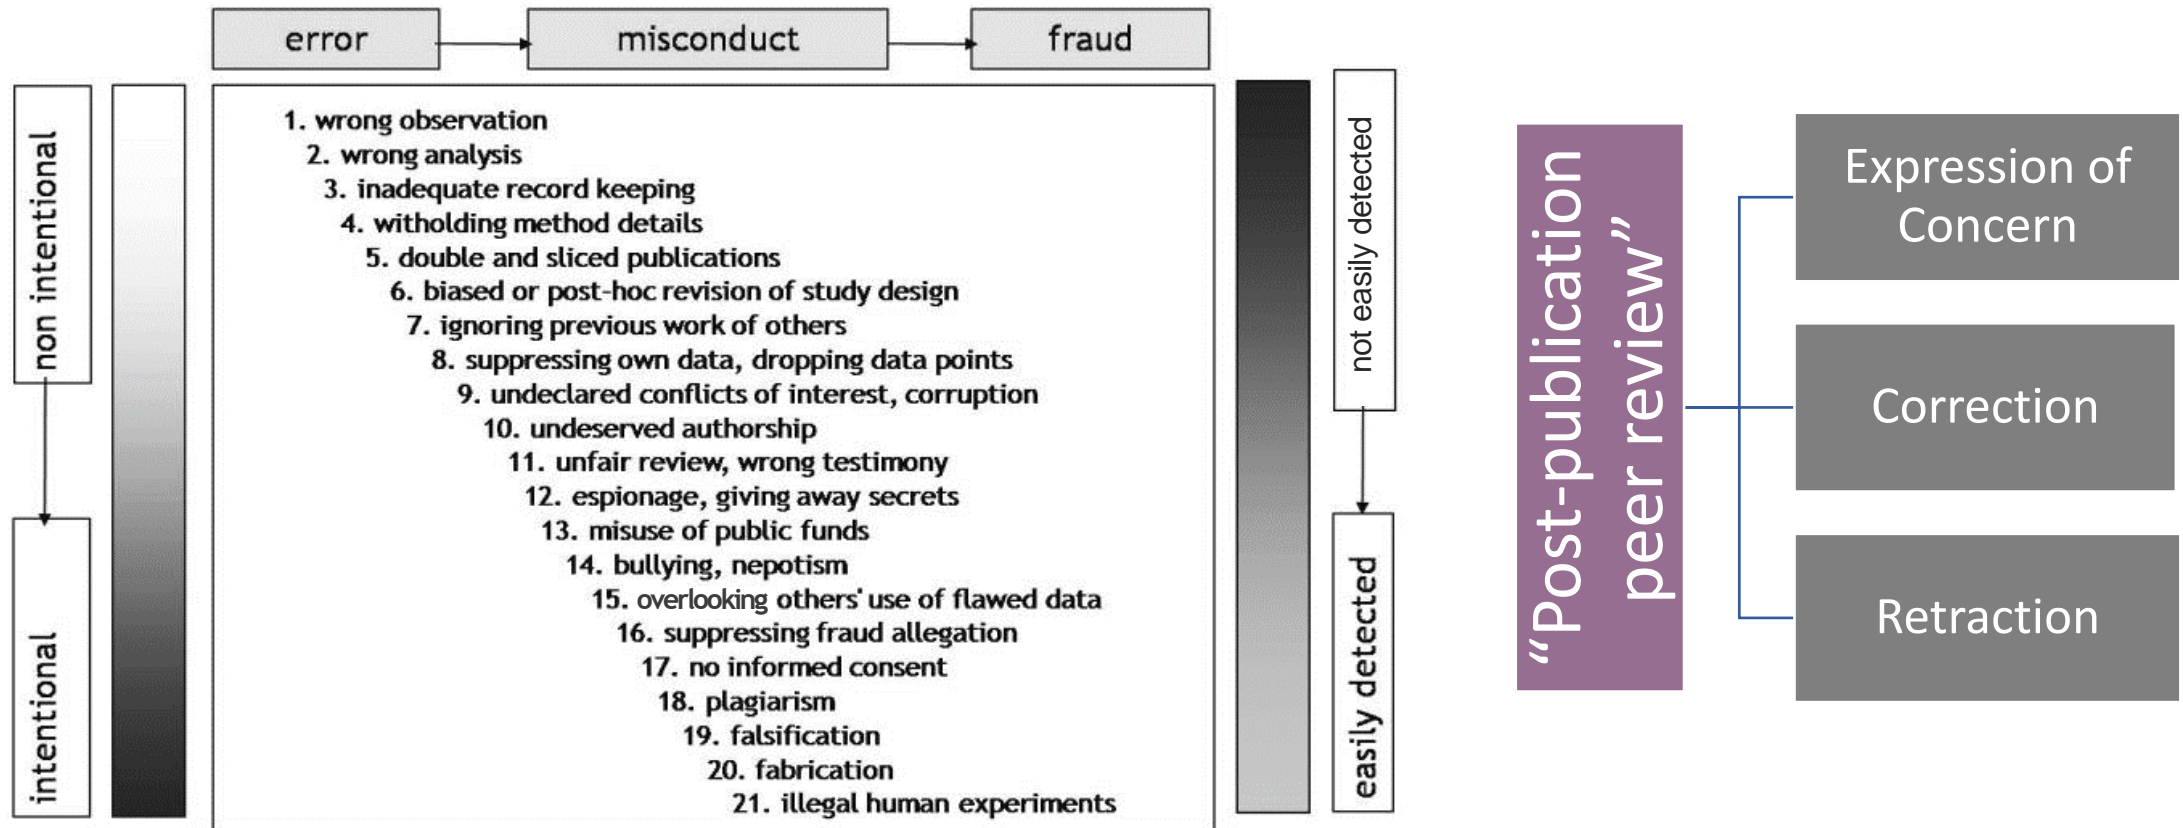 error
misconduct
fraud
non intentional
intentional
1. wrong observation
2. wrong analysis
3. inadequate record keeping
4. witholding method details
5. double and sliced publications
6. biased or post-hoc revision of study design
7. ignoring previous work of others
8. suppressing own data, dropping data points
9. undeclared conflicts of interest, corruption
10. undeserved authorship
11. unfair review, wrong testimony
12. espionage, giving away secrets
13. misuse of public funds
14. bullying, nepotism
15. overlooking others' use of flawed data
16. suppressing fraud allegation
17. no informed consent
18. plagiarism
19. falsification
20. fabrication
21. illegal human experiments
not easily detected
easily detected
“Post-publication
peer review”
Expression of
Concern
Correction
Retraction